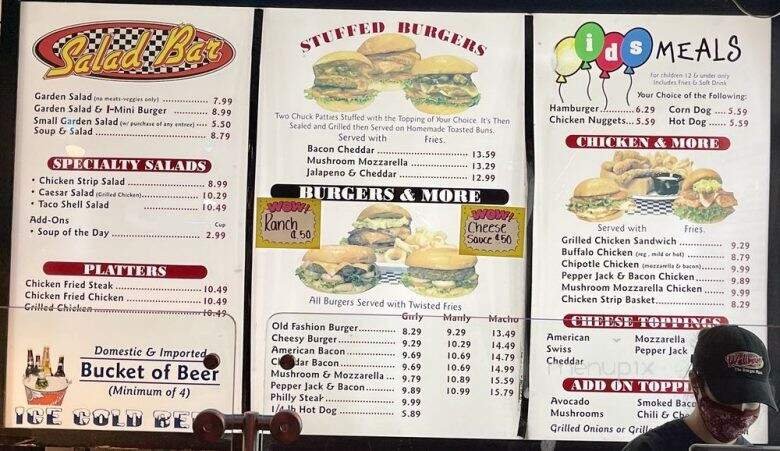 Salad Bar
Garden Salad (no meats-veggies only) 7.99
Garden Salad & 1-Mini Burger 8.99
Small Garden Salad (w/ purchase of any entree) 5.50
Soup & Salad 8.79
SPECIALTY SALADS
• Chicken Strip Salad 8.99
• Caesar Salad (Grilled Chicken) 10.29
• Taco Shell Salad 10.49
Add-Ons Cup
• Soup of the Day 2.99
PLATTERS
Chicken Fried Steak 10.49
Chicken Fried Chicken 10.49
Grilled Chicken 10.49
Domestic & Imported
Bucket of Beer
(Minimum of 4)
ICE COLD BE
STUFFED BURGERS
Two Chuck Patties Stuffed with the Topping of Your Choice It's Then
Sealed and Grilled then Served on Homemade Toasted Buns.
Served with Fries.
Bacon Cheddar 13.59
Mushroom Mozzarella 13.29
Jalapeno & Cheddar 12.99
BURGERS & MORE
WOW!
Ranch
.50
WOW!
Cheese
Sauce .50
All Burgers Served with Twisted Fries
Girly Manly Macho
Old Fashion Burger 8.29 9.29 13.49
Cheesy Burger 9.29 10.29 14.49
American Bacon 9.69 10.69 14.79
Cheddar Bacon 9.69 10.69 14.99
Mushroom & Mozzarella 9.79 10.89 15.59
Pepper Jack & Bacon 9.89 10.99 15.79
Philly Steak 9.99
1/4 lb Hot Dog 5.89
ids MEALS
For children 12 & under only
Includes Fries & Soft Drink
Your Choice of the Following:
Hamburger 6.29 Corn Dog 5.59
Chicken Nuggets 5.59 Hot Dog 5.59
CHICKEN & MORE
Served with Fries.
Grilled Chicken Sandwich 9.29
Buffalo Chicken (reg, mild or hot) 8.79
Chipotle Chicken (mozzarella & bacon) 9.99
Pepper Jack & Bacon Chicken 9.89
Mushroom Mozzarella Chicken 9.99
Chicken Strip Basket 8.29
CHEESE TOPPINGS
American Mozzarella
Swiss Pepper Jack
Cheddar
menupix
ADD ON TOPPI
Avocado Smoked Baco
Mushrooms Chili & Che
Grilled Onions or Grille